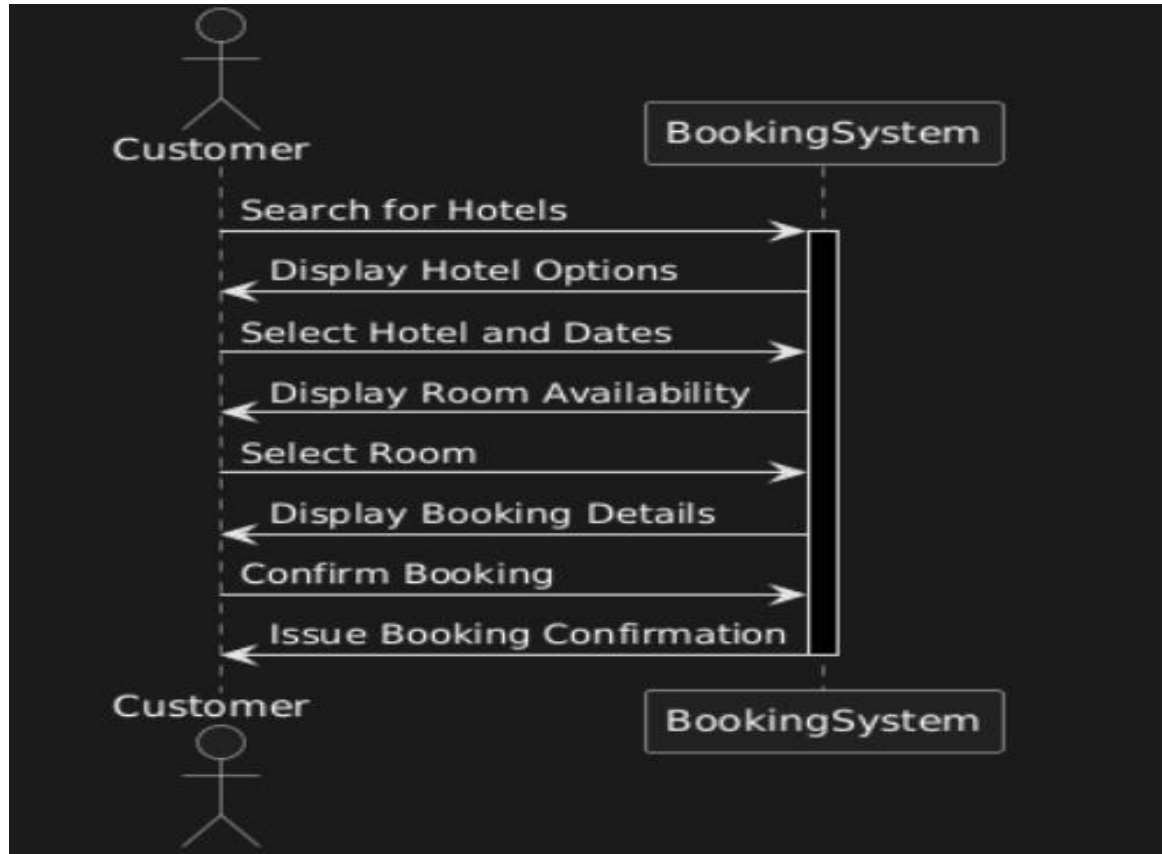 Customer
BookingSystem
Search for Hotels
Display Hotel Options
Select Hotel and Dates
Display Room Availability
Select Room
Display Booking Details
Confirm Booking
Issue Booking Confirmation
Customer
BookingSystem